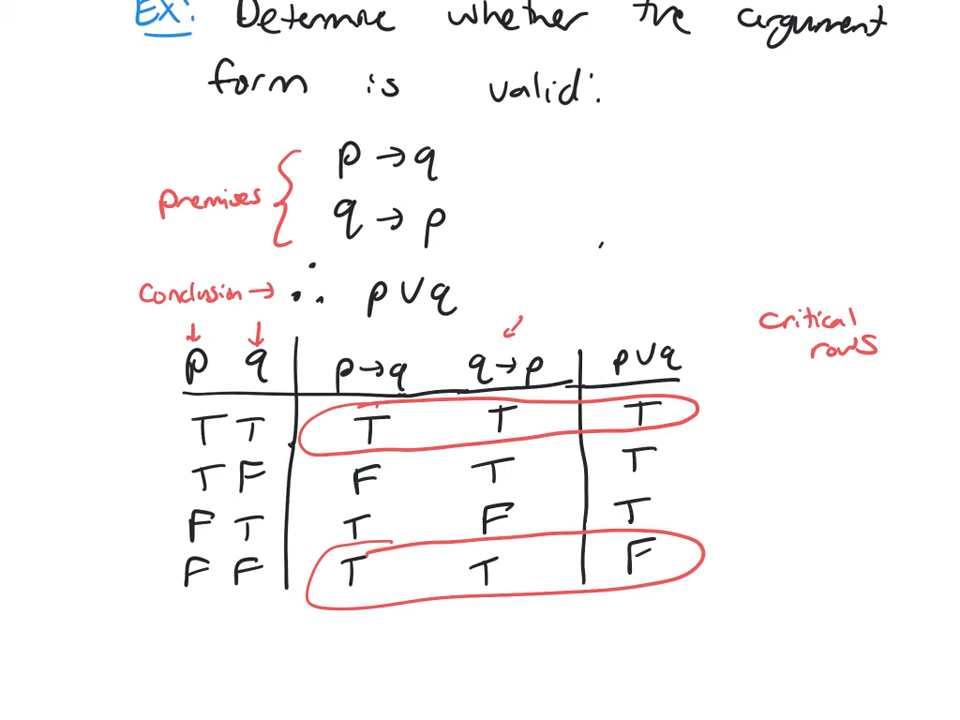 Ex: Determine whether the argument
form is valid:
premises
p → q
q → p
Conclusion → ∴ p ∨ q
critical
rows
p q p→q q→p p∨q
T T T T T
T F F T T
F T T F T
F F T T F